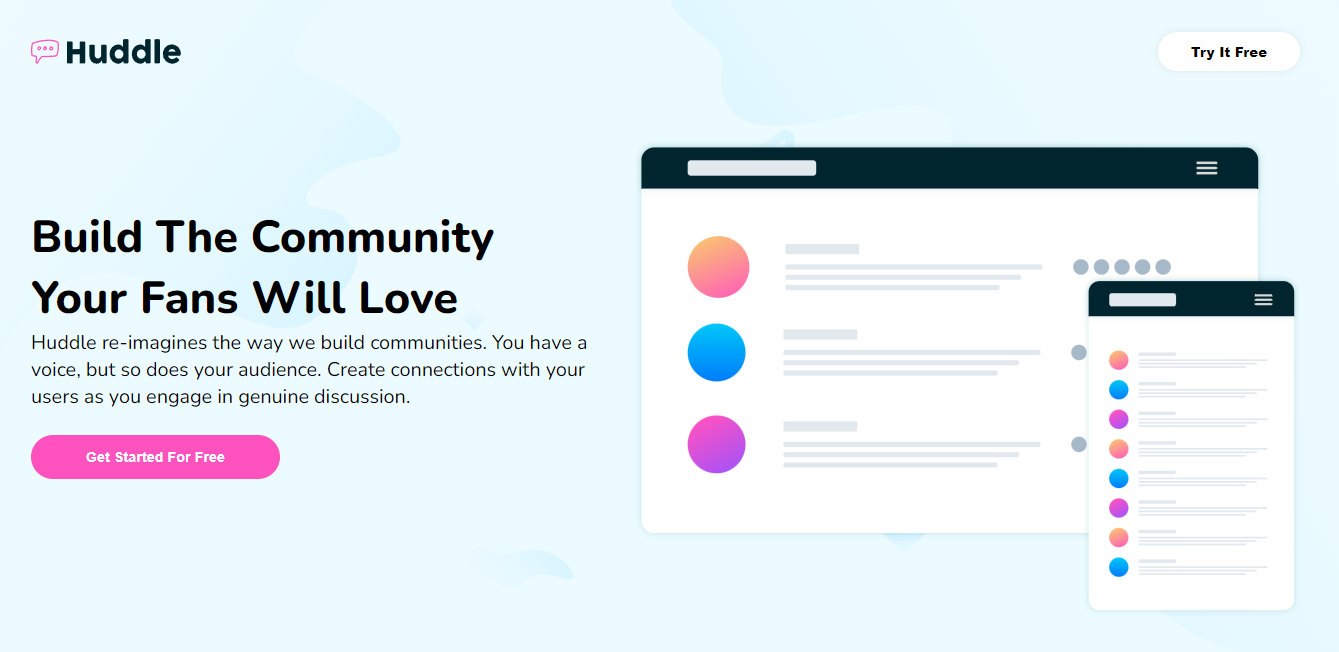 Huddle
Try It Free
Build The Community
Your Fans Will Love
Huddle re-imagines the way we build communities. You have a
voice, but so does your audience. Create connections with your
users as you engage in genuine discussion.
Get Started For Free